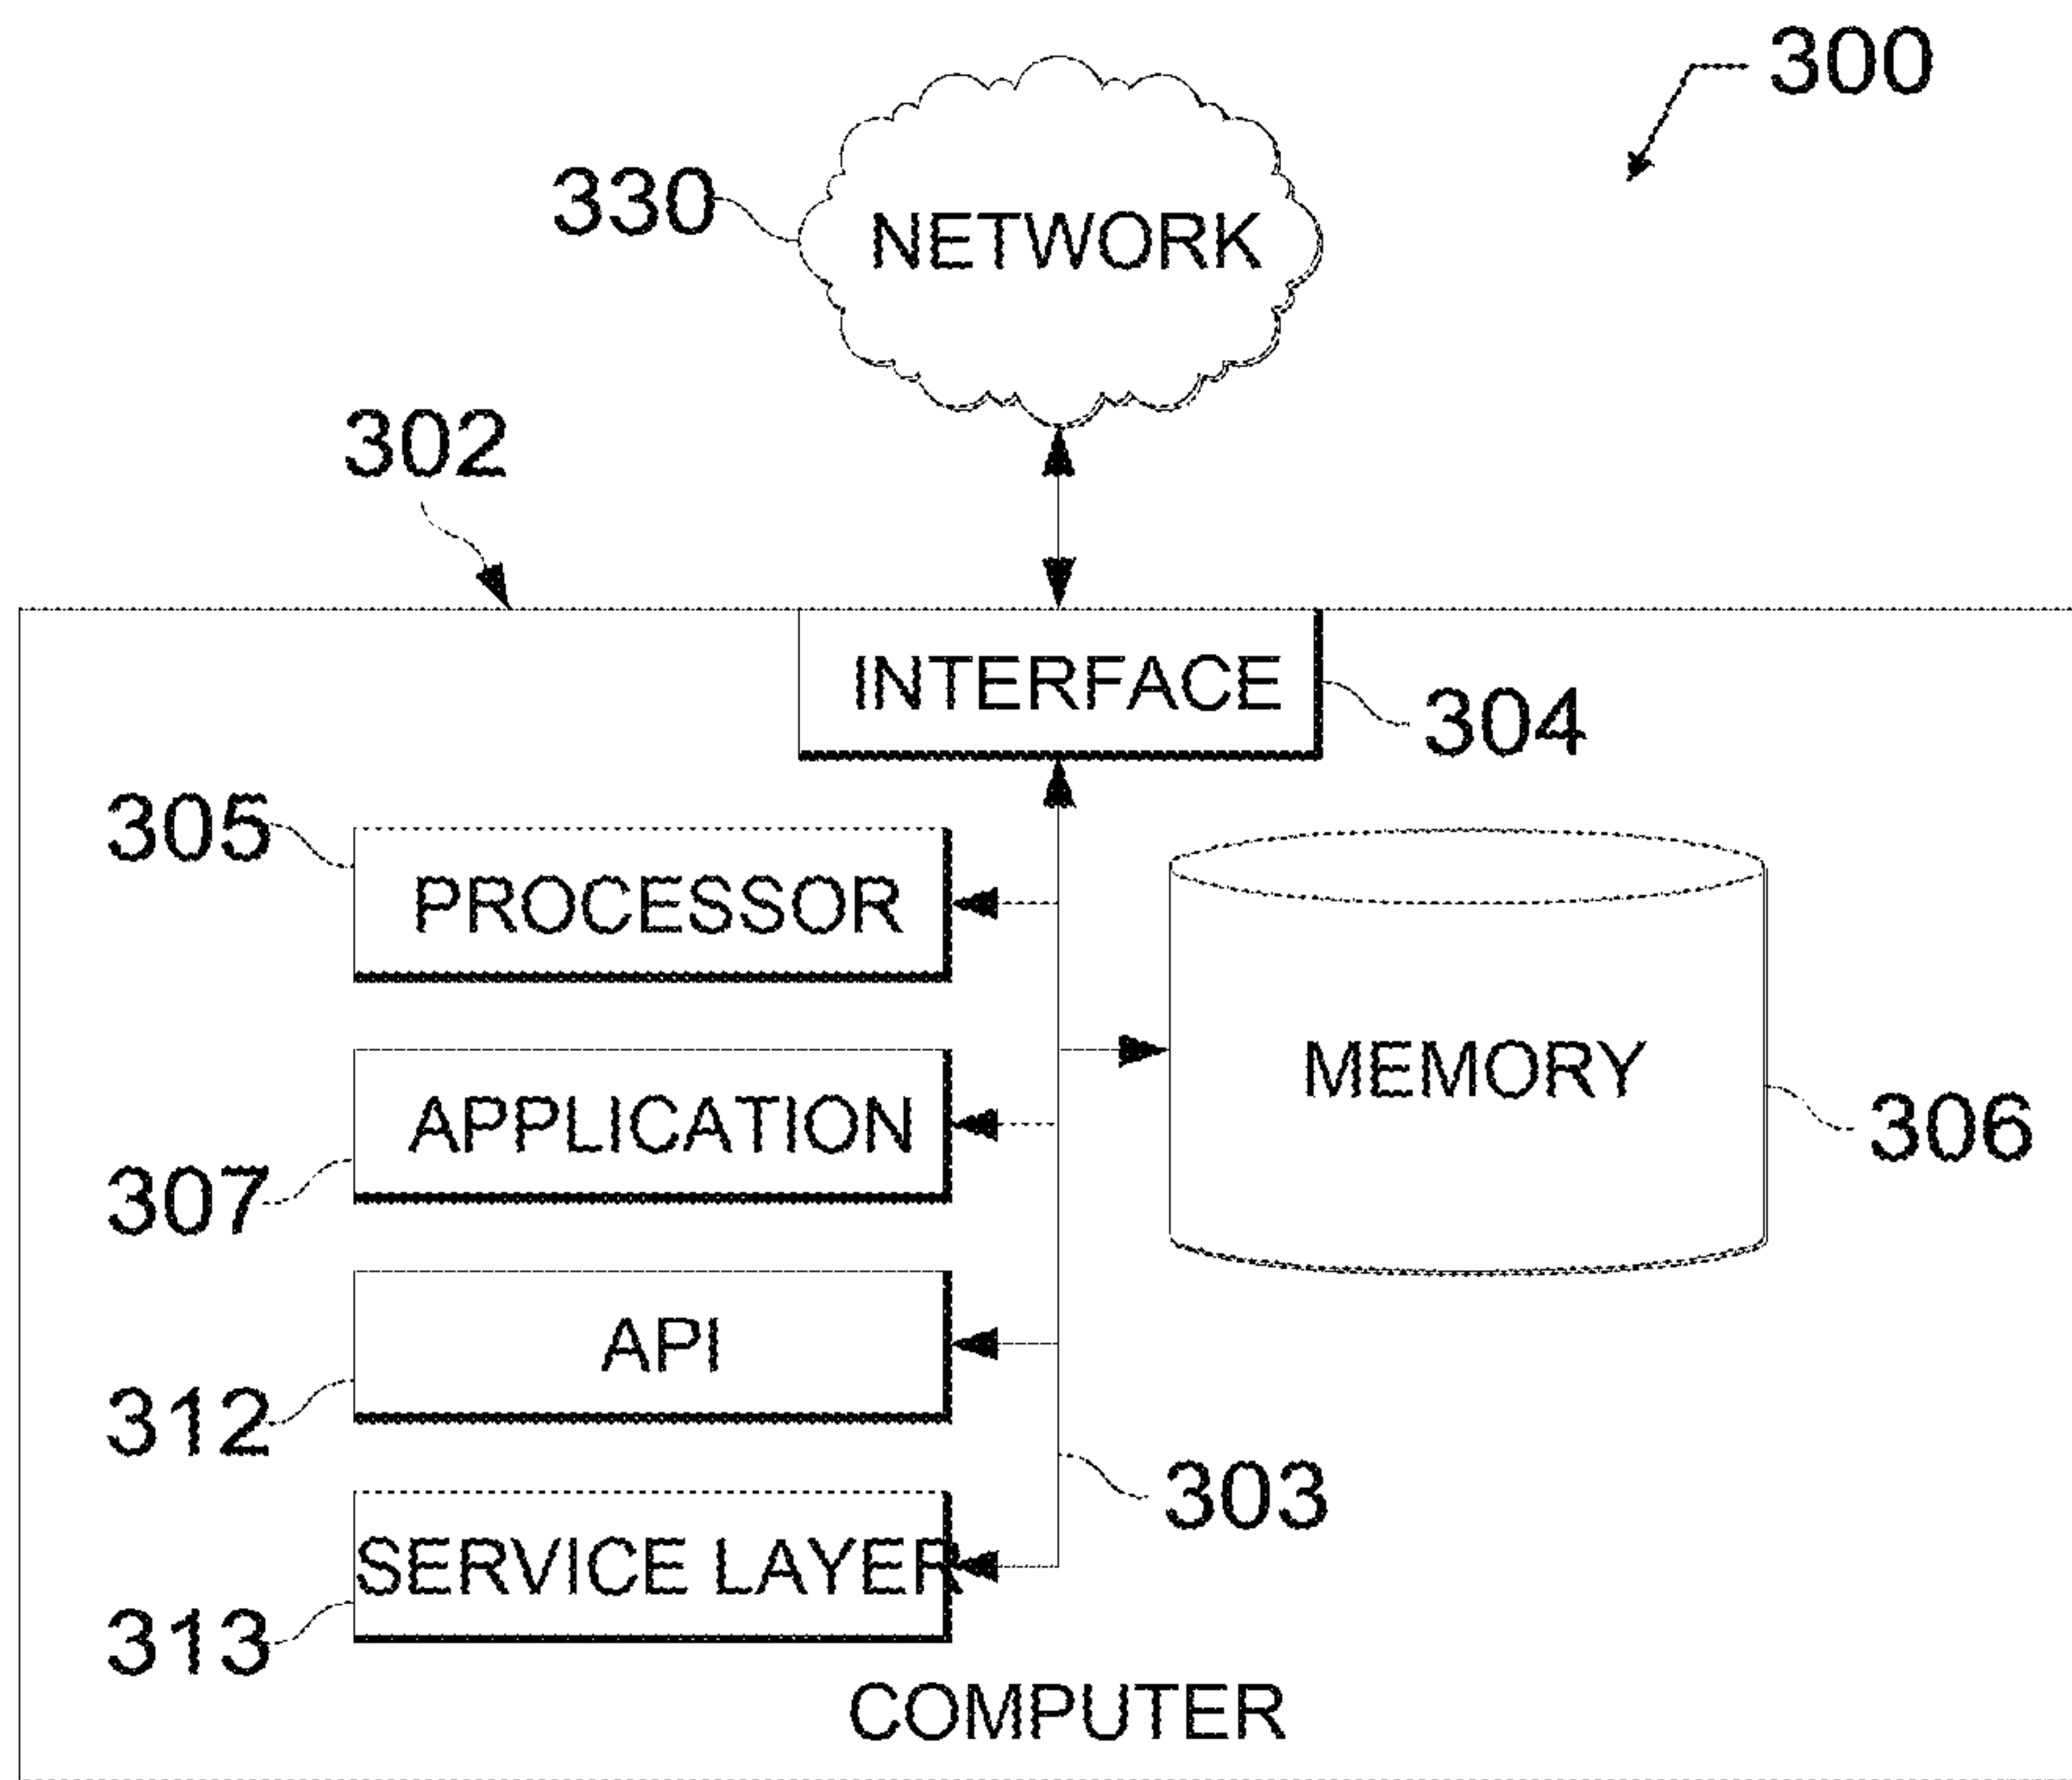 300
330
NETWORK
302
INTERFACE
304
305
PROCESSOR
APPLICATION
MEMORY
306
307
API
312
303
SERVICE LAYER
313
COMPUTER